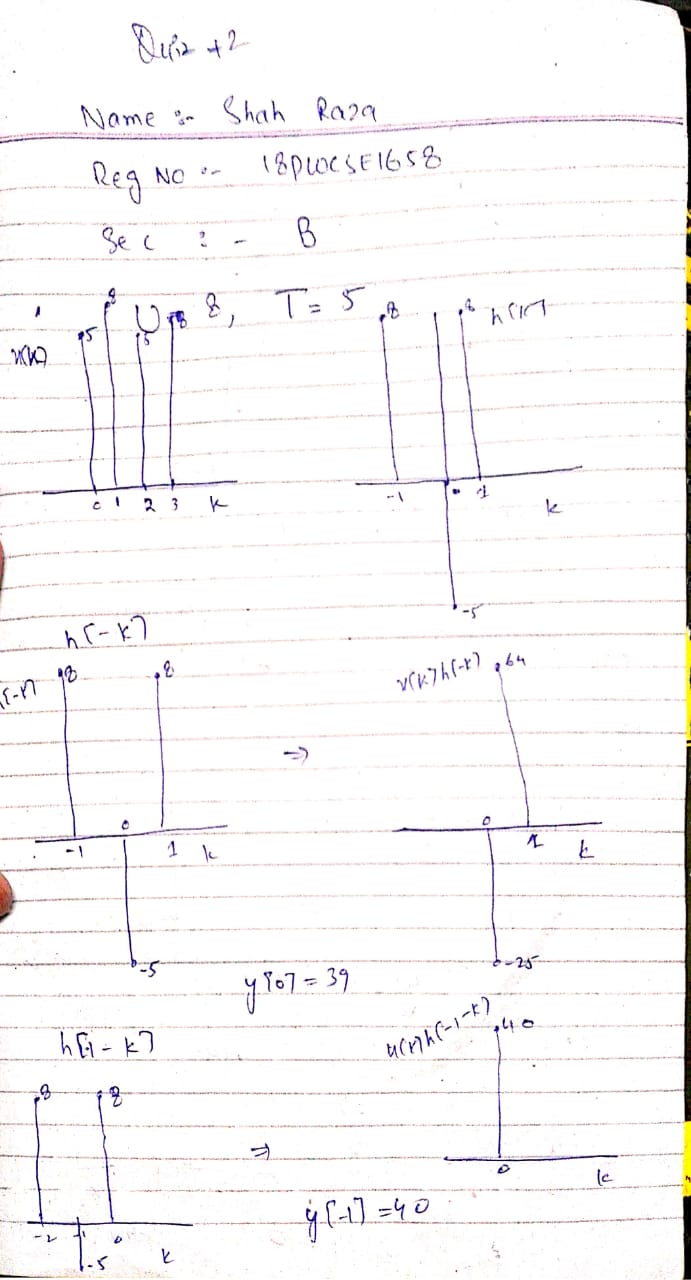 Quiz #2
Name :- Shah Raza
Reg No :- 18PWCSE1658
Sec :- B
U = 8, T = 5
5 8 5 8
8 8 h[k]
0 1 2 3 k
-1 0 1 k
-5
h[-k]
8 8
x[k]h[-k] 64
⇒
-1 0 1 k
0 1 k
-5
-25
y[0] = 39
h[-1-k]
x[k]h[-1-k] 40
8 8
⇒
0 k
-2 -1 0 k
-5
y[-1] = 40